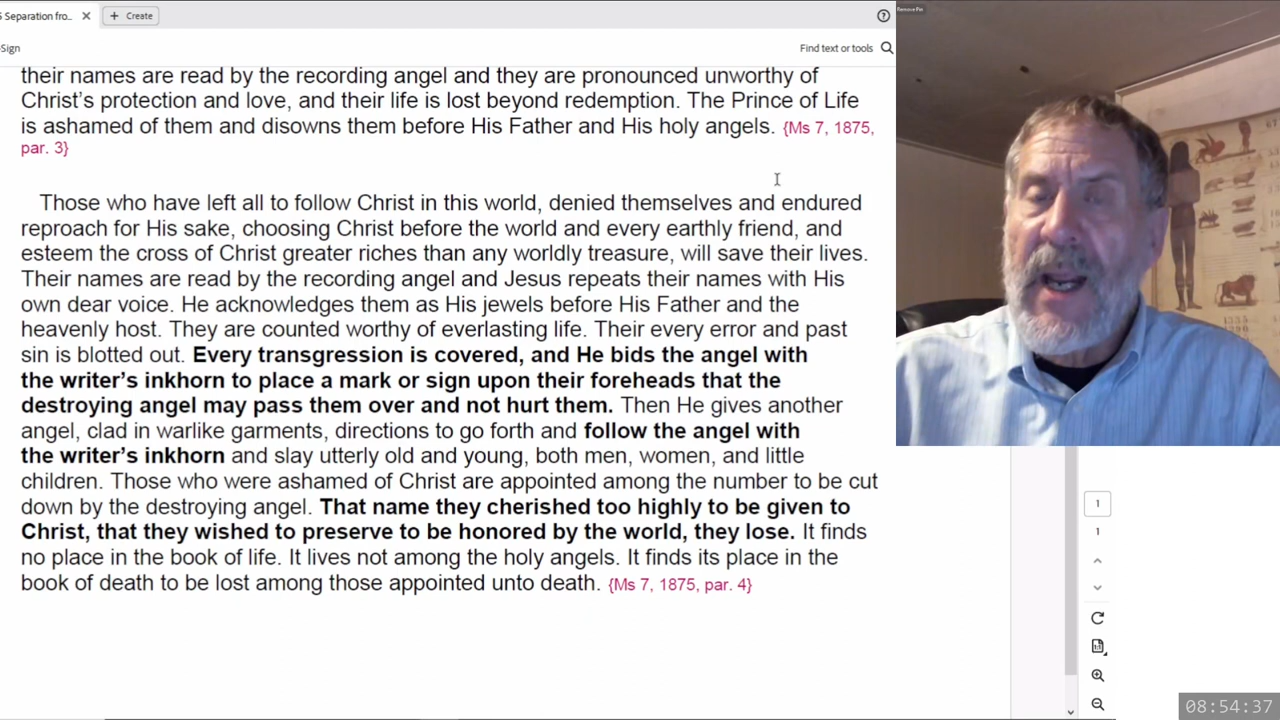 S Separation fro...
Create
-Sign
Find text or tools
Remove Pin
their names are read by the recording angel and they are pronounced unworthy of
Christ's protection and love, and their life is lost beyond redemption. The Prince of Life
is ashamed of them and disowns them before His Father and His holy angels. {Ms 7, 1875,
par. 3}
Those who have left all to follow Christ in this world, denied themselves and endured
reproach for His sake, choosing Christ before the world and every earthly friend, and
esteem the cross of Christ greater riches than any worldly treasure, will save their lives.
Their names are read by the recording angel and Jesus repeats their names with His
own dear voice. He acknowledges them as His jewels before His Father and the
heavenly host. They are counted worthy of everlasting life. Their every error and past
sin is blotted out. Every transgression is covered, and He bids the angel with
the writer's inkhorn to place a mark or sign upon their foreheads that the
destroying angel may pass them over and not hurt them. Then He gives another
angel, clad in warlike garments, directions to go forth and follow the angel with
the writer's inkhorn and slay utterly old and young, both men, women, and little
children. Those who were ashamed of Christ are appointed among the number to be cut
down by the destroying angel. That name they cherished too highly to be given to
Christ, that they wished to preserve to be honored by the world, they lose. It finds
no place in the book of life. It lives not among the holy angels. It finds its place in the
book of death to be lost among those appointed unto death. {Ms 7, 1875, par. 4}
1
1
08:54:37